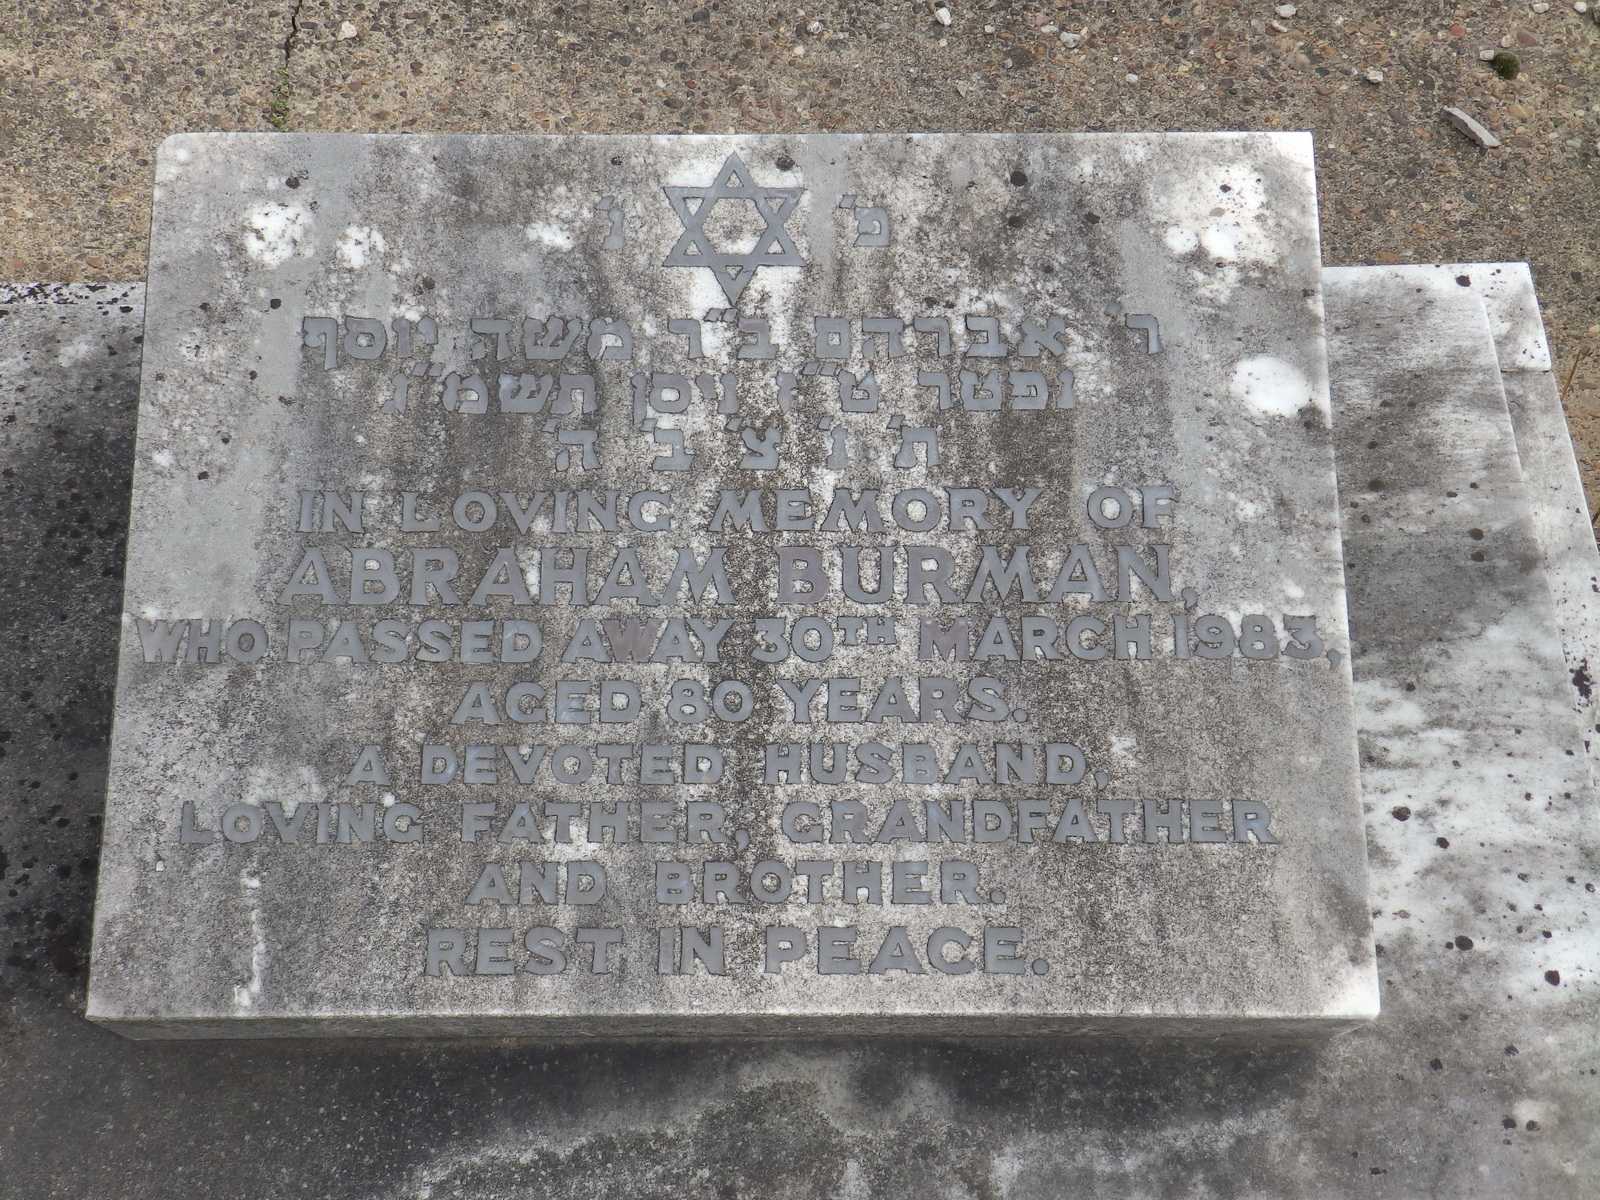 פ' נ'
ר' אברהם ב"ר משה יוסף
נפטר ט"ז ניסן תשמ"ג
ת' נ' צ' ב' ה'
IN LOVING MEMORY OF
ABRAHAM BURMAN,
WHO PASSED AWAY 30TH MARCH 1983,
AGED 80 YEARS.
A DEVOTED HUSBAND,
LOVING FATHER, GRANDFATHER
AND BROTHER.
REST IN PEACE.